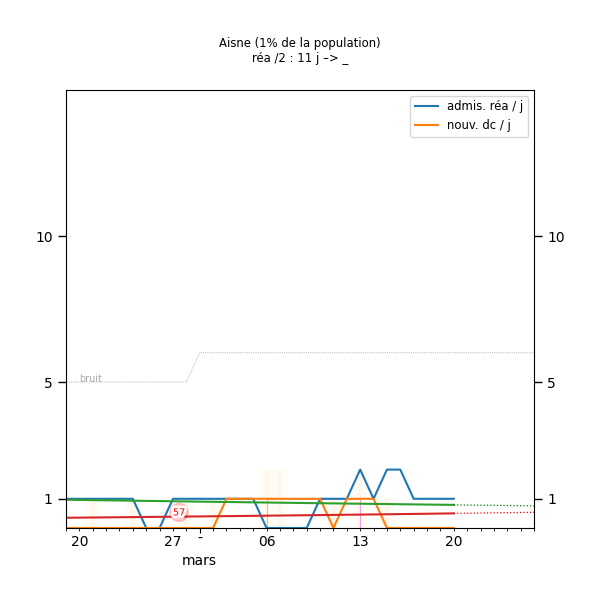 Aisne (1% de la population)
réa /2 : 11 j –> _
admis. réa / j
nouv. dc / j
10
10
bruit
5
5
1
1
57
20
27
-
06
13
20
mars